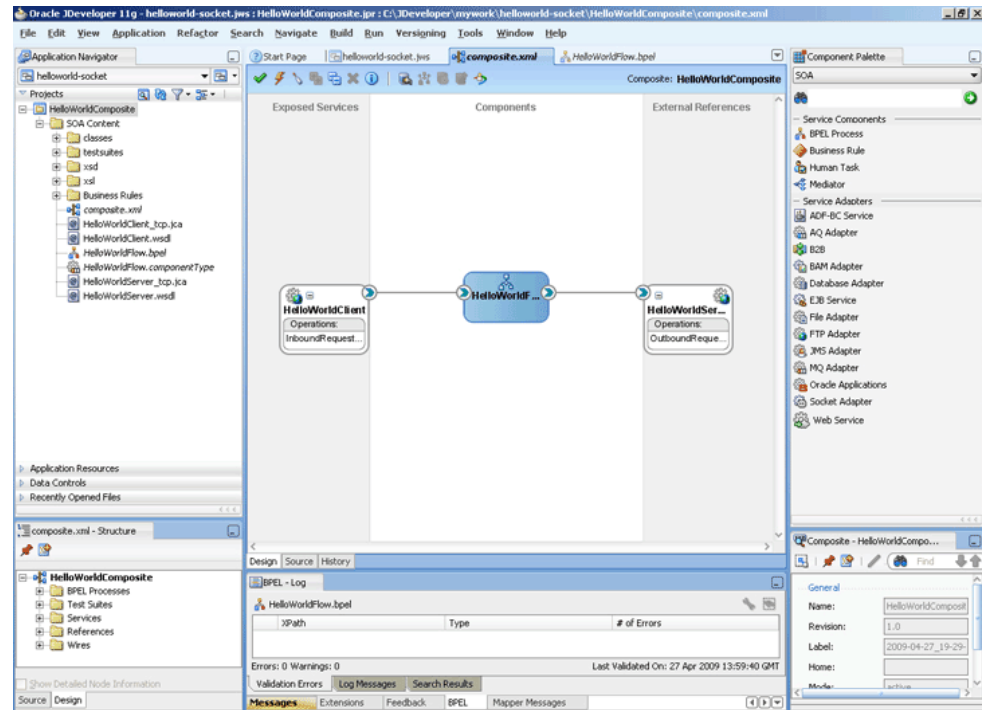 Oracle JDeveloper 11g - helloworld-socket.jws : HelloWorldComposite.jpr : C:\JDeveloper\mywork\helloworld-socket\HelloWorldComposite\composite.xml
File Edit View Application Refactor Search Navigate Build Run Versioning Tools Window Help
Application Navigator
helloworld-socket
Projects
HelloWorldComposite
SOA Content
classes
testsuites
xsd
xsl
Business Rules
composite.xml
HelloWorldClient_tcp.jca
HelloWorldClient.wsdl
HelloWorldFlow.bpel
HelloWorldFlow.componentType
HelloWorldServer_tcp.jca
HelloWorldServer.wsdl
Application Resources
Data Controls
Recently Opened Files
composite.xml - Structure
HelloWorldComposite
BPEL Processes
Test Suites
Services
References
Wires
Show Detailed Node Information
Source Design
Start Page helloworld-socket.jws composite.xml HelloWorldFlow.bpel
Composite: HelloWorldComposite
Exposed Services Components External References
HelloWorldClient
Operations:
InboundRequest...
HelloWorldF ...
HelloWorldSer...
Operations:
OutboundReque...
Design Source History
BPEL - Log
HelloWorldFlow.bpel
XPath Type # of Errors
Errors: 0 Warnings: 0 Last Validated On: 27 Apr 2009 13:59:40 GMT
Validation Errors Log Messages Search Results
Messages Extensions Feedback BPEL Mapper Messages
Component Palette
SOA
Service Components
BPEL Process
Business Rule
Human Task
Mediator
Service Adapters
ADF-BC Service
AQ Adapter
B2B
BAM Adapter
Database Adapter
EJB Service
File Adapter
FTP Adapter
JMS Adapter
MQ Adapter
Oracle Applications
Socket Adapter
Web Service
Composite - HelloWorldCompo...
Find
General
Name: HelloWorldComposit
Revision: 1.0
Label: 2009-04-27_19-29-
Home:
Mode: active